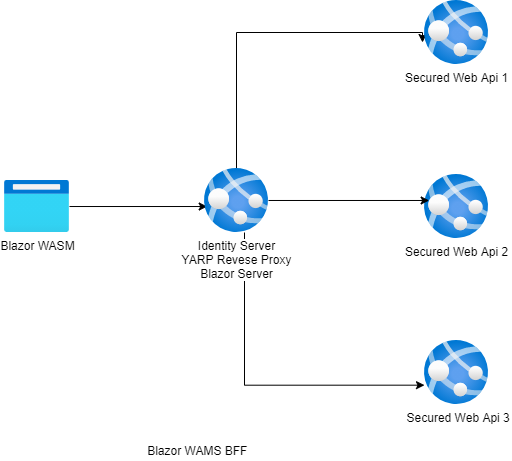 Secured Web Api 1
Blazor WASM
Identity Server
YARP Revese Proxy
Blazor Server
Secured Web Api 2
Secured Web Api 3
Blazor WAMS BFF